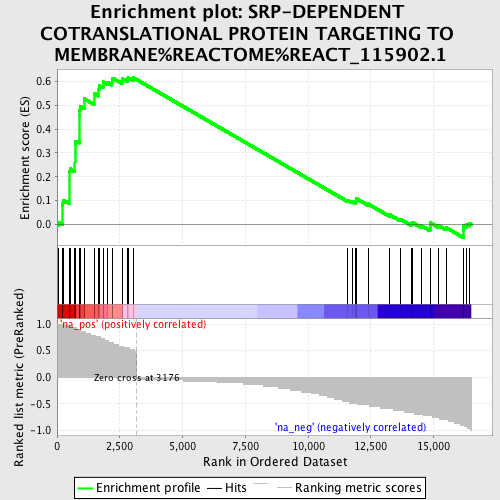 Enrichment plot: SRP-DEPENDENT
COTRANSLATIONAL PROTEIN TARGETING TO
MEMBRANE%REACTOME%REACT_115902.1
Enrichment score (ES)
0.6
0.5
0.4
0.3
0.2
0.1
0.0
'na_pos' (positively correlated)
Ranked list metric (PreRanked)
1.0
0.5
0.0
-0.5
-1.0
Zero cross at 3176
'na_neg' (negatively correlated)
0
2,500
5,000
7,500
10,000
12,500
15,000
Rank in Ordered Dataset
Enrichment profile
Hits
Ranking metric scores